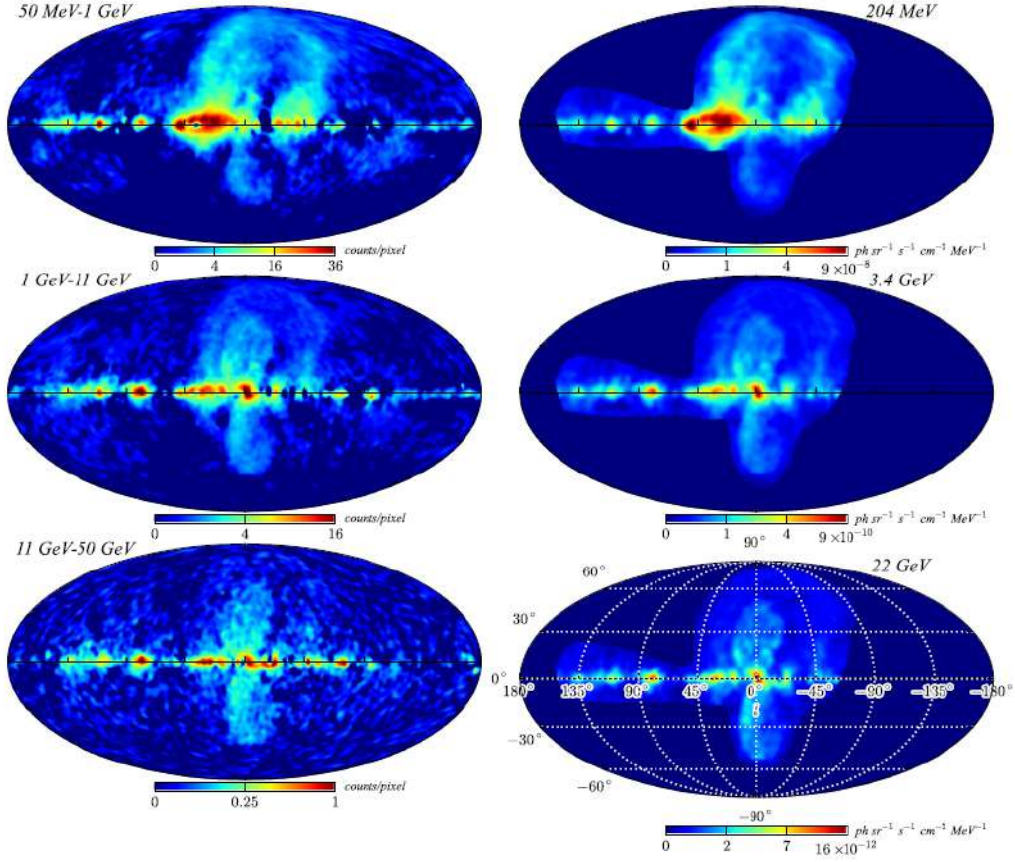 50 MeV-1 GeV
204 MeV
counts/pixel
0 4 16 36
ph sr⁻¹ s⁻¹ cm⁻¹ MeV⁻¹
0 1 4 9 ×10⁻⁸
1 GeV-11 GeV
3.4 GeV
counts/pixel
0 4 16
ph sr⁻¹ s⁻¹ cm⁻¹ MeV⁻¹
0 1 4 9 ×10⁻¹⁰
11 GeV-50 GeV
22 GeV
90°
60°
30°
0°
180° 135° 90° 45° 0° −45° −90° −135° −180°
−30°
−60°
−90°
counts/pixel
0 0.25 1
ph sr⁻¹ s⁻¹ cm⁻¹ MeV⁻¹
0 2 7 16 ×10⁻¹²